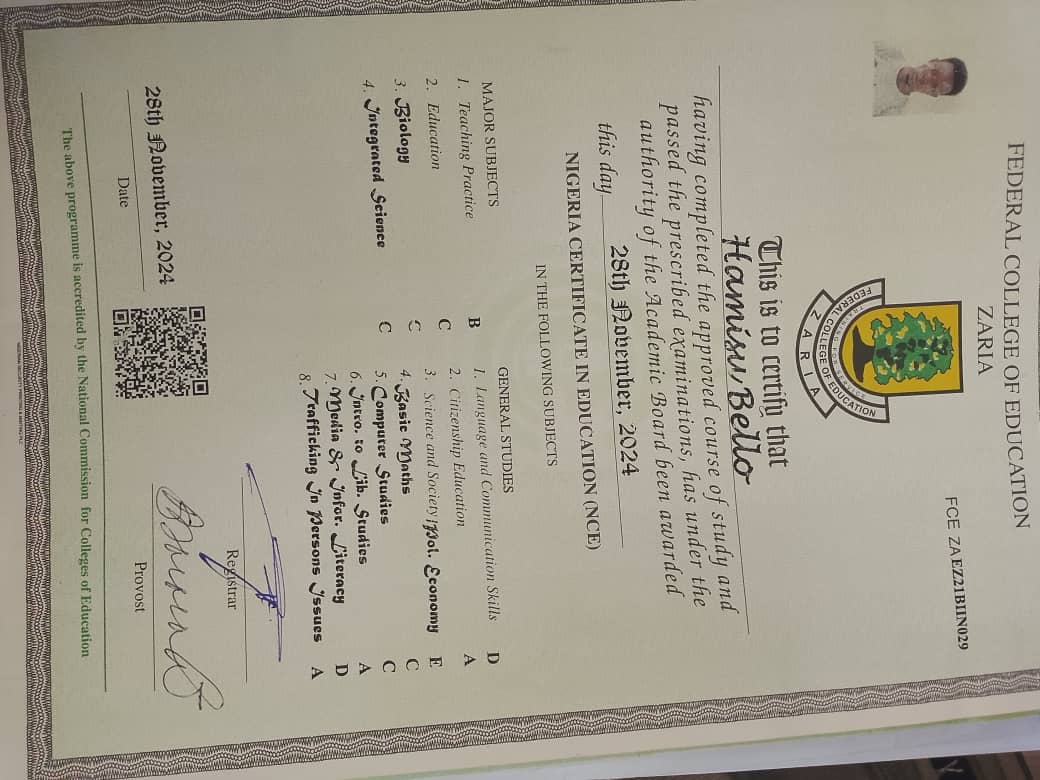 FEDERAL COLLEGE OF EDUCATION
ZARIA
FCE ZAEZ21BIIN029
TRAINING FOR SERVICE
FEDERAL COLLEGE OF EDUCATION
ZARIA
This is to certify that
Hamisu Bello
having completed the approved course of study and
passed the prescribed examinations, has under the
authority of the Academic Board been awarded
this day 28th November, 2024
NIGERIA CERTIFICATE IN EDUCATION (NCE)
IN THE FOLLOWING SUBJECTS
MAJOR SUBJECTS
1. Teaching Practice B
2. Education C
3. Biology C
4. Integrated Science C
GENERAL STUDIES
1. Language and Communication Skills D
2. Citizenship Education A
3. Science and Society/Pol. Economy E
4. Basic Maths C
5 Computer Studies C
6 Intro. to Lib. Studies A
7. Media & Infor. Literacy D
8. Trafficking In Persons Issues A
Registrar
28th November, 2024
Date
Provost
The above programme is accredited by the National Commission for Colleges of Education